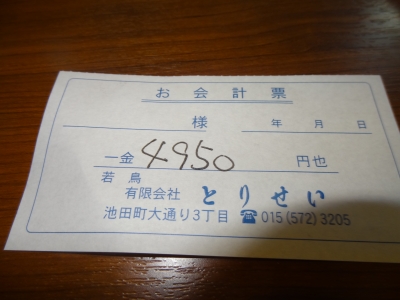 お会計票
様 年 月 日
一金 4950 円也
若鳥
有限会社 とりせい
池田町大通り3丁目 ☎015(572)3205